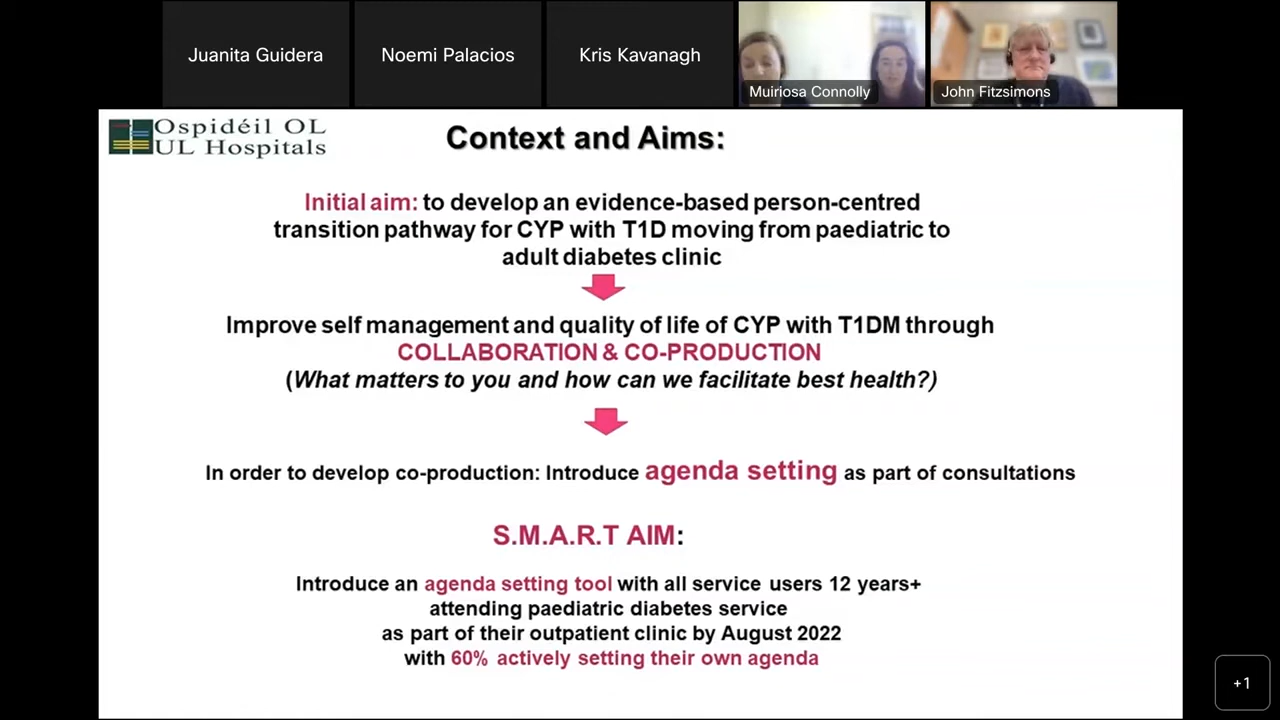 Juanita Guidera
Noemi Palacios
Kris Kavanagh
Muiriosa Connolly
John Fitzsimons
Ospidéil OL
UL Hospitals
Context and Aims:
Initial aim: to develop an evidence-based person-centred
transition pathway for CYP with T1D moving from paediatric to
adult diabetes clinic
Improve self management and quality of life of CYP with T1DM through
COLLABORATION & CO-PRODUCTION
(What matters to you and how can we facilitate best health?)
In order to develop co-production: Introduce agenda setting as part of consultations
S.M.A.R.T AIM:
Introduce an agenda setting tool with all service users 12 years+
attending paediatric diabetes service
as part of their outpatient clinic by August 2022
with 60% actively setting their own agenda
+1